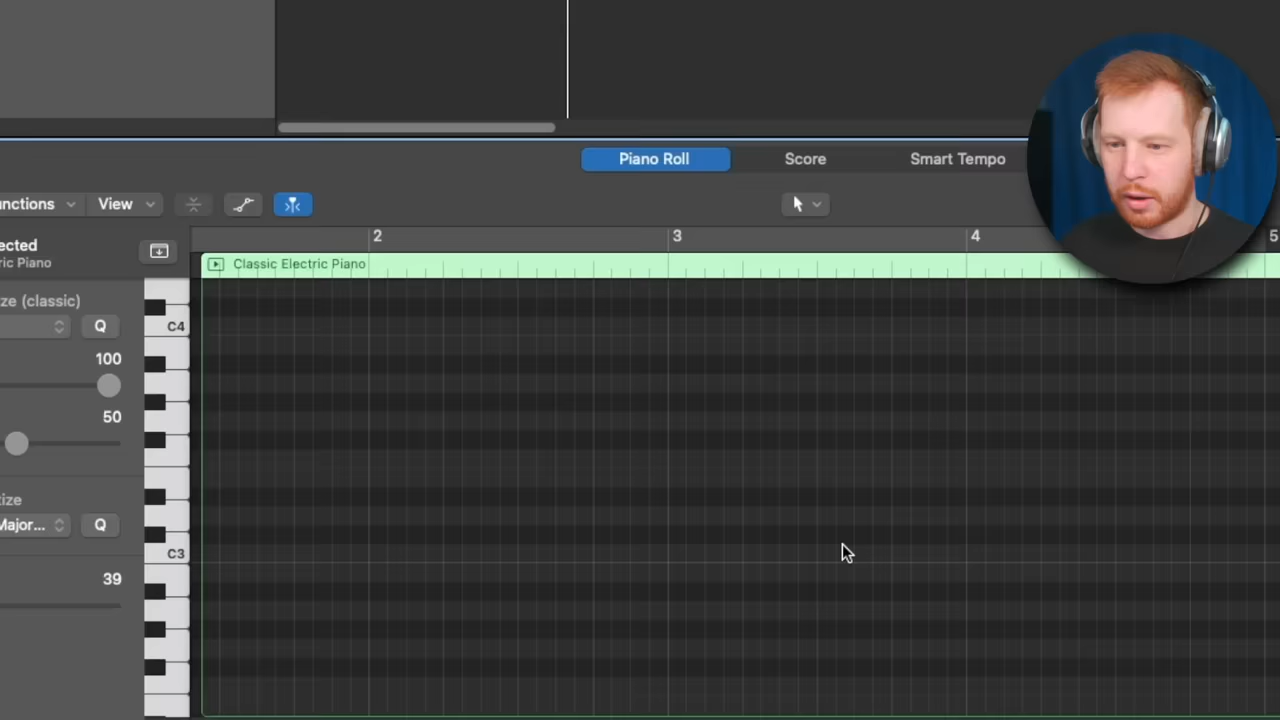 Piano Roll
Score
Smart Tempo
unctions
View
ected
ric Piano
2
3
4
5
Classic Electric Piano
ze (classic)
Q
C4
100
50
ize
Major...
Q
C3
39